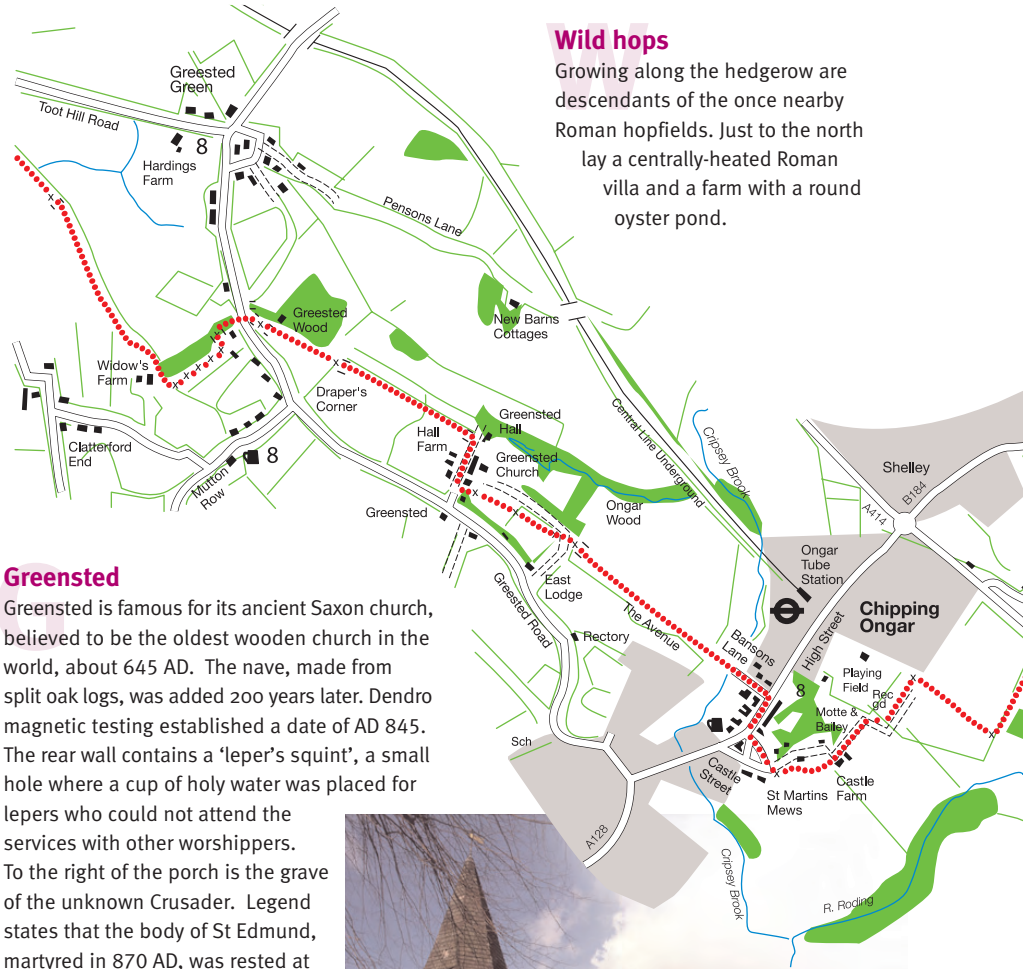 Wild hops
Growing along the hedgerow are
descendants of the once nearby
Roman hopfields. Just to the north
lay a centrally-heated Roman
villa and a farm with a round
oyster pond.
Greested
Green
Toot Hill Road
8
Hardings
Farm
Pensons Lane
Greested
Wood
New Barns
Cottages
Widow's
Farm
Draper's
Corner
Central Line Underground
Cripsey Brook
Clatterford
End
Mutton
Row
8
Hall
Farm
Greensted
Hall
Greensted
Church
Greensted
Ongar
Wood
Shelley
B184
A414
East
Lodge
Greested Road
The Avenue
Rectory
Bansons
Lane
Ongar
Tube
Station
High Street
Chipping
Ongar
8
Playing
Field
Rec
gd
Motte &
Bailey
Sch
Castle
Street
St Martins
Mews
Castle
Farm
A128
Cripsey Brook
R. Roding
W
G
Greensted
Greensted is famous for its ancient Saxon church,
believed to be the oldest wooden church in the
world, about 645 AD. The nave, made from
split oak logs, was added 200 years later. Dendro
magnetic testing established a date of AD 845.
The rear wall contains a ‘leper’s squint’, a small
hole where a cup of holy water was placed for
lepers who could not attend the
services with other worshippers.
To the right of the porch is the grave
of the unknown Crusader. Legend
states that the body of St Edmund,
martyred in 870 AD, was rested at